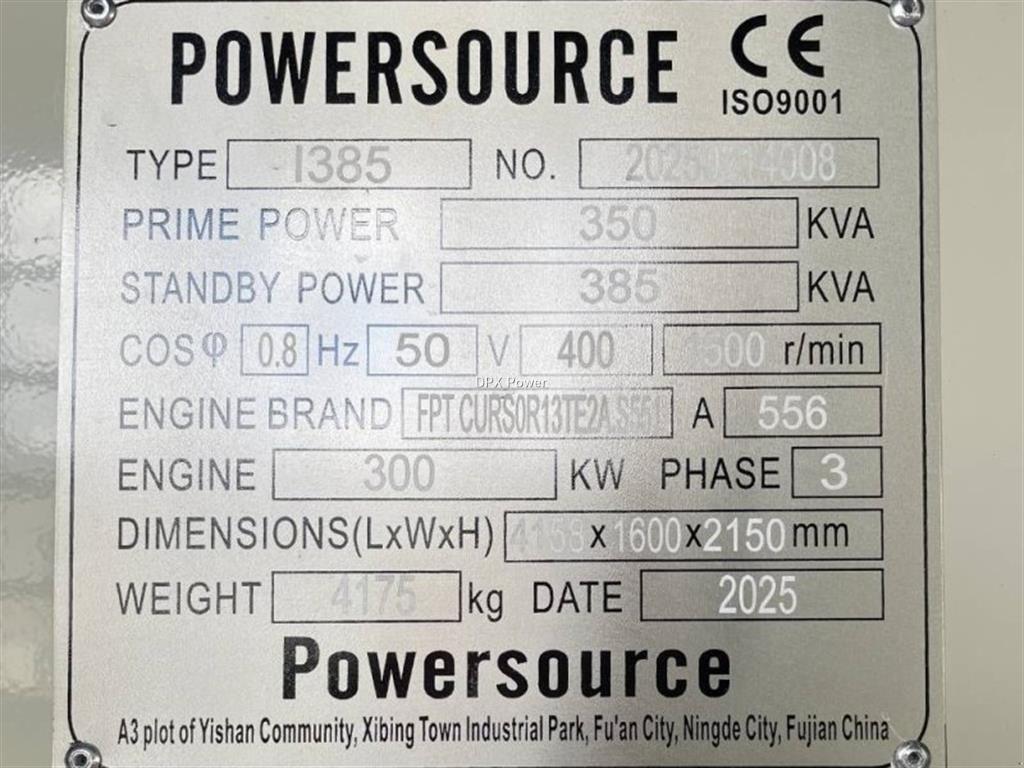 POWERSOURCE CE
ISO9001
TYPE I385 NO.
PRIME POWER 350 KVA
STANDBY POWER 385 KVA
COSφ 0.8 Hz 50 V 400 1500 r/min
DPX Power
ENGINE BRAND FPT CURSOR13TE2A.S551 A 556
ENGINE 300 KW PHASE 3
DIMENSIONS(LxWxH) 4158x1600x2150mm
WEIGHT 4175 kg DATE 2025
Powersource
A3 plot of Yishan Community, Xibing Town Industrial Park, Fu'an City, Ningde City, Fujian China